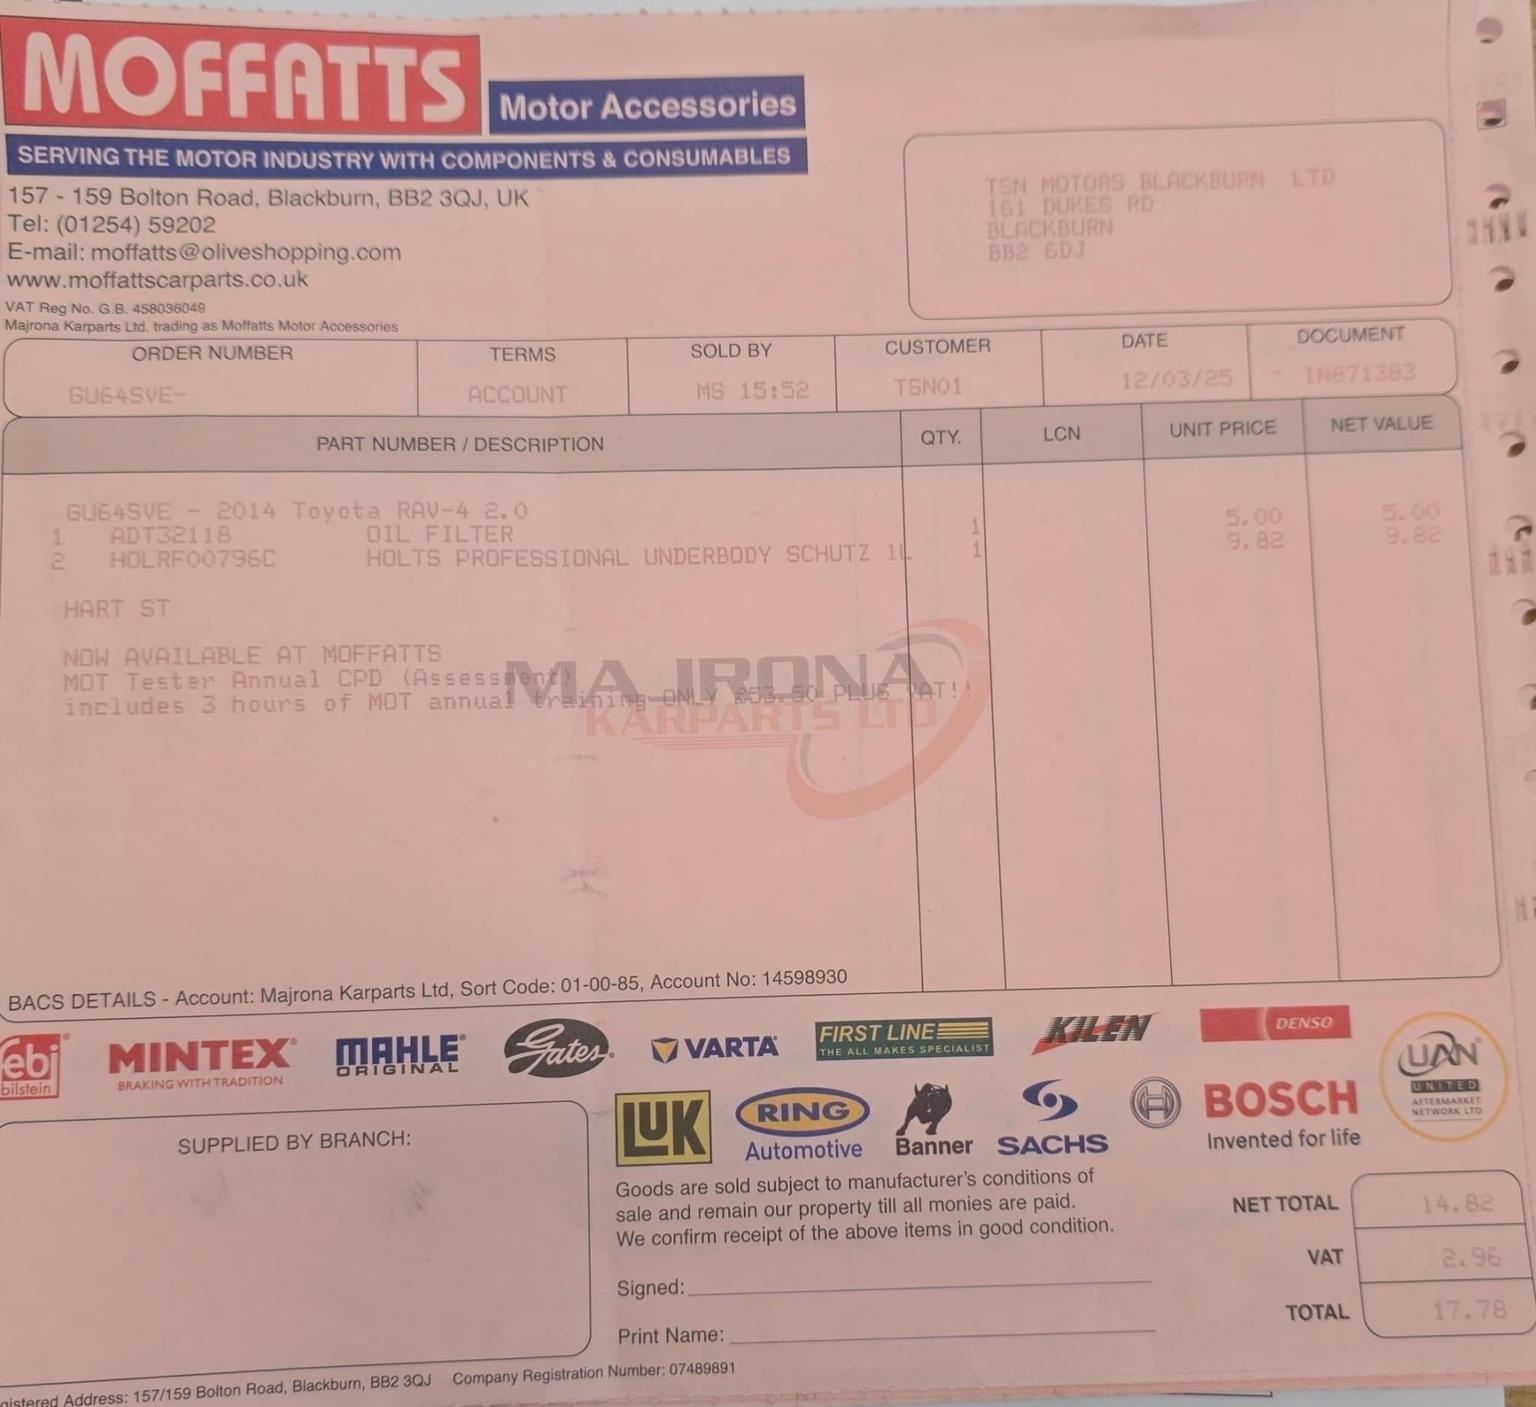 MOFFATTS
Motor Accessories
SERVING THE MOTOR INDUSTRY WITH COMPONENTS & CONSUMABLES
157 - 159 Bolton Road, Blackburn, BB2 3QJ, UK
Tel: (01254) 59202
E-mail: moffatts@oliveshopping.com
www.moffattscarparts.co.uk
VAT Reg No. G.B. 458036049
Majrona Karparts Ltd. trading as Moffatts Motor Accessories
TSN MOTORS BLACKBURN LTD
161 DUKES RD
BLACKBURN
BB2 6DJ
ORDER NUMBER TERMS SOLD BY CUSTOMER DATE DOCUMENT
GU64SVE- ACCOUNT MS 15:52 TSN01 12/03/25 IN871383
PART NUMBER / DESCRIPTION QTY. LCN UNIT PRICE NET VALUE
GU64SVE - 2014 Toyota RAV-4 2.0
1 ADT32118 OIL FILTER 1 5.00 5.00
2 HOLRF00796C HOLTS PROFESSIONAL UNDERBODY SCHUTZ 1L 1 9.82 9.82
HART ST
NOW AVAILABLE AT MOFFATTS
MOT Tester Annual CPD (Assessment)
includes 3 hours of MOT annual training ONLY £53.50 PLUS VAT!!
MAJRONA
KARPARTS LTD
BACS DETAILS - Account: Majrona Karparts Ltd, Sort Code: 01-00-85, Account No: 14598930
febi
bilstein
MINTEX
BRAKING WITH TRADITION
MAHLE
ORIGINAL
Gates
VARTA
FIRST LINE
THE ALL MAKES SPECIALIST
KILEN
DENSO
UAN
UNITED
AFTERMARKET
NETWORK LTD
LUK
RING
Automotive
Banner
SACHS
BOSCH
Invented for life
SUPPLIED BY BRANCH:
Goods are sold subject to manufacturer's conditions of
sale and remain our property till all monies are paid.
We confirm receipt of the above items in good condition.
Signed:
Print Name:
NET TOTAL 14.82
VAT 2.96
TOTAL 17.78
gistered Address: 157/159 Bolton Road, Blackburn, BB2 3QJ Company Registration Number: 07489891